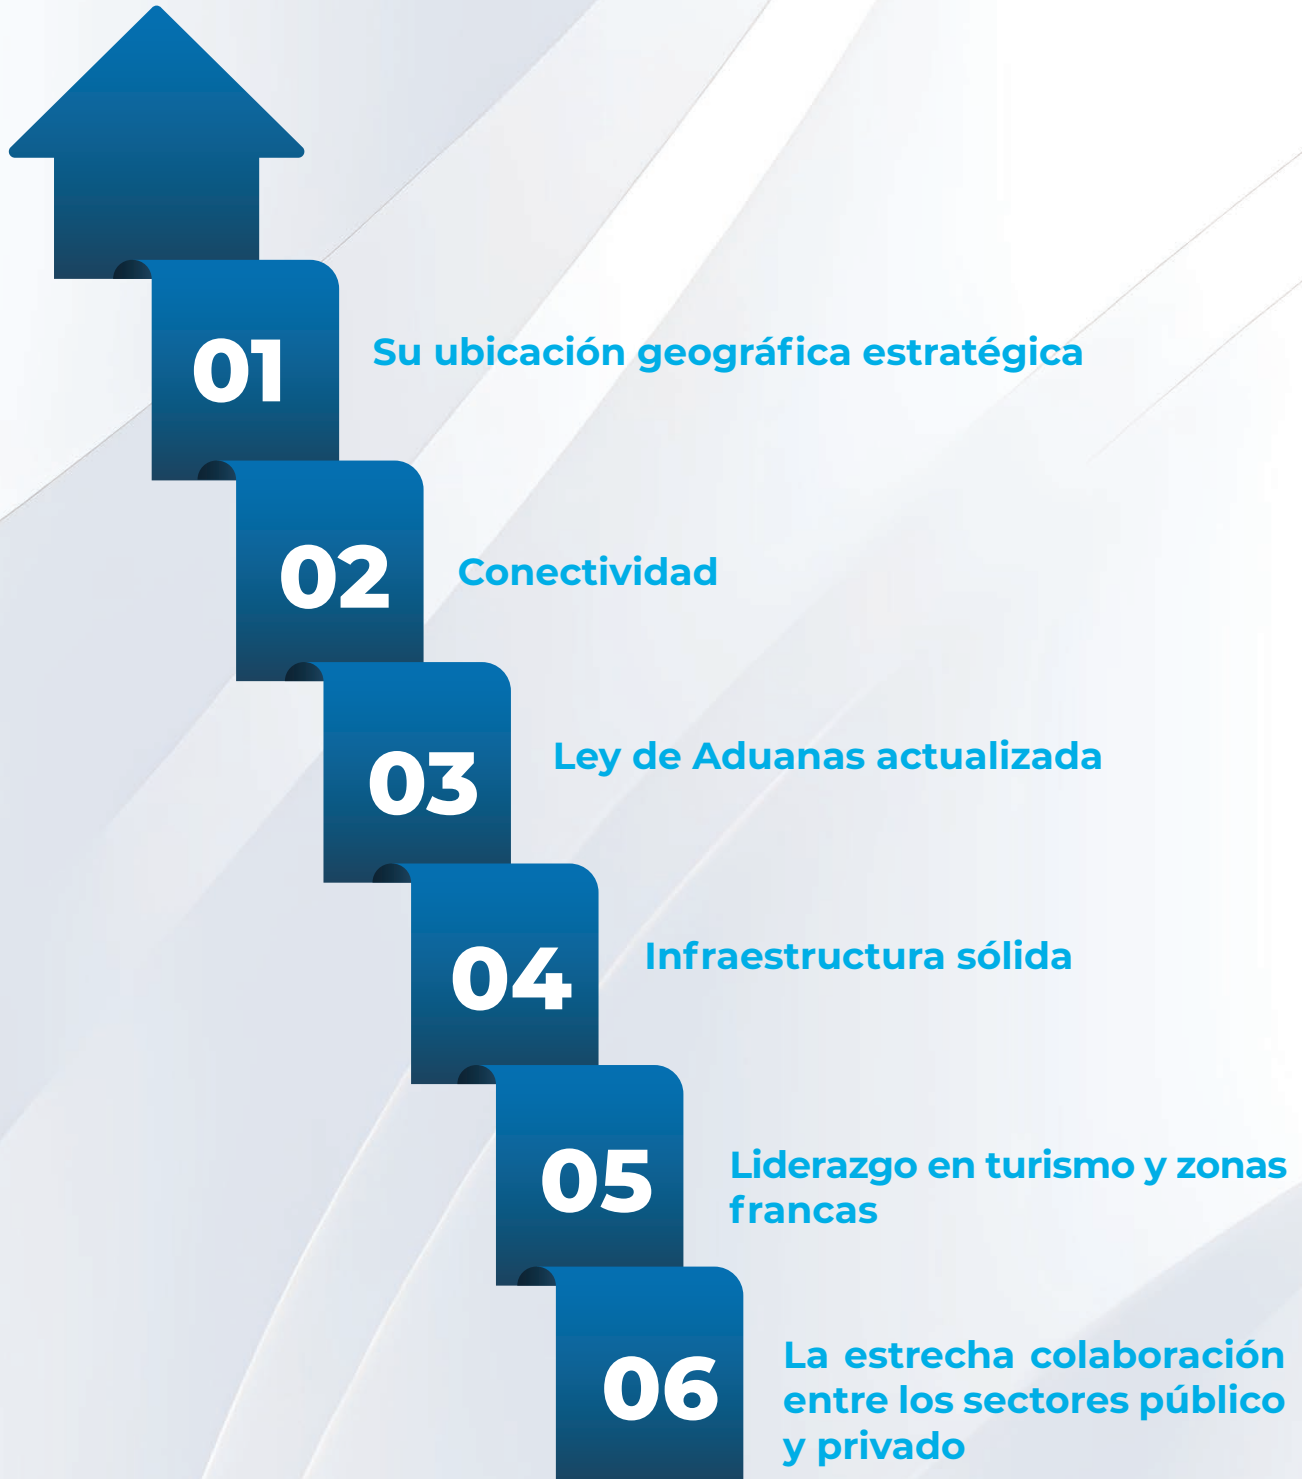 01
Su ubicación geográfica estratégica
02
Conectividad
03
Ley de Aduanas actualizada
04
Infraestructura sólida
05
Liderazgo en turismo y zonas
francas
06
La estrecha colaboración
entre los sectores público
y privado